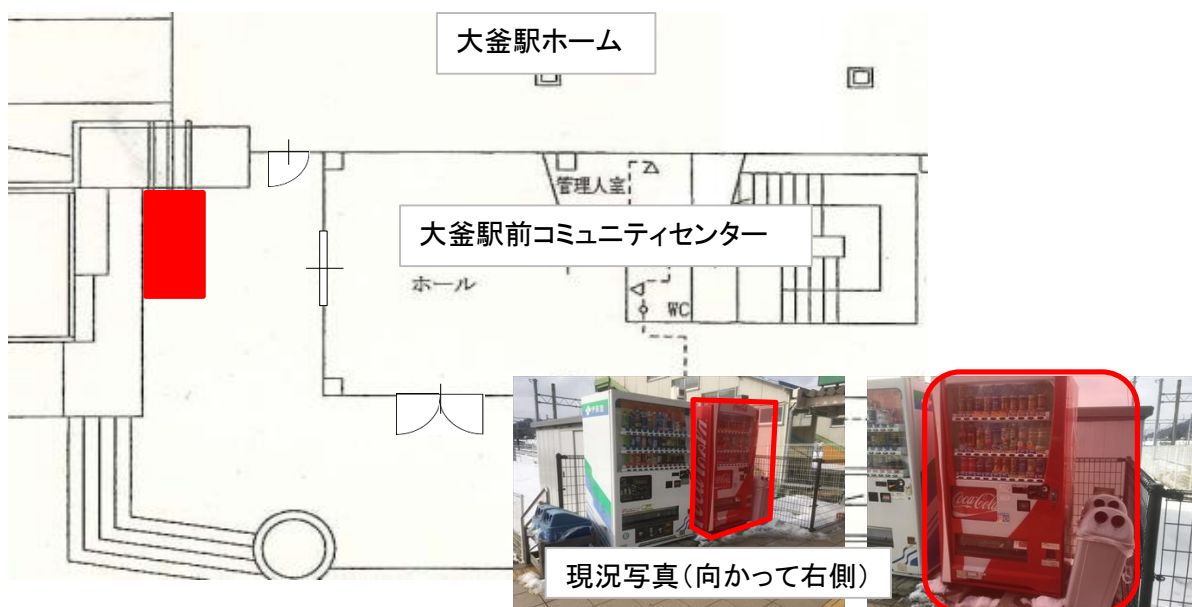 大釜駅ホーム
管理人室
大釜駅前コミュニティセンター
ホール
WC
現況写真(向かって右側)
Coca-Cola